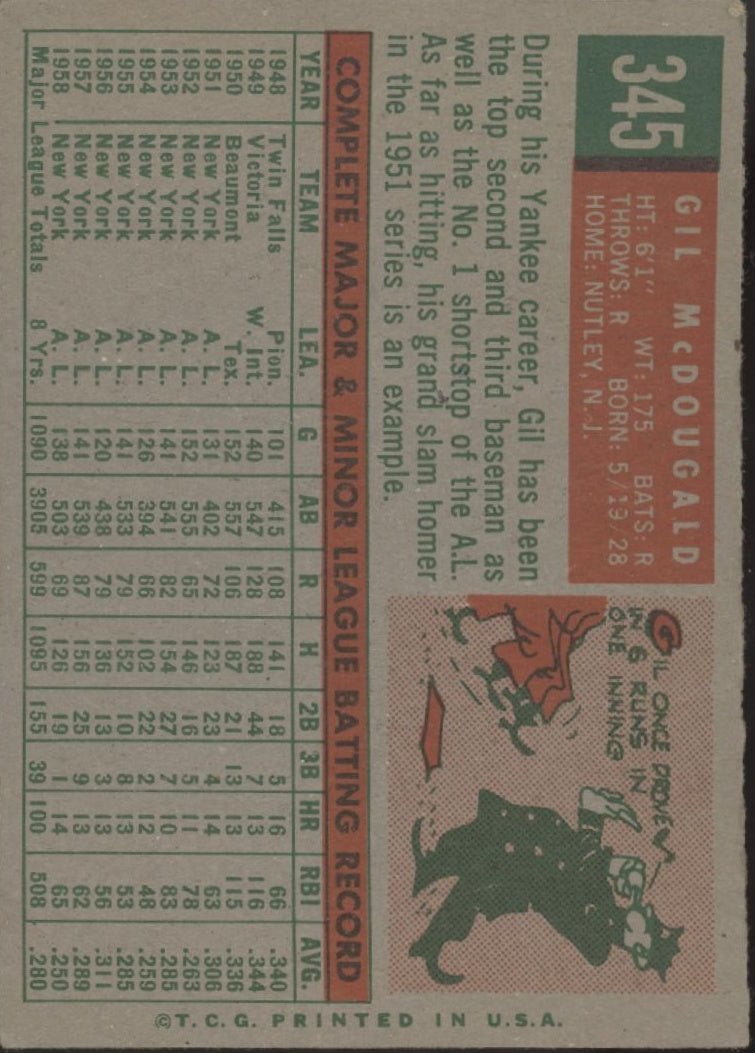 345
GIL McDOUGALD
HT: 6'1" WT: 175 BATS: R
THROWS: R BORN: 5/19/28
HOME: NUTLEY, N.J.
During his Yankee career, Gil has been
the top second and third baseman as
well as the No. 1 shortstop of the A.L.
As far as hitting, his grand slam homer
in the 1951 series is an example.
GIL ONCE DROVE
IN 6 RUNS IN
ONE INNING
COMPLETE MAJOR & MINOR LEAGUE BATTING RECORD
YEAR TEAM LEA. G AB R H 2B 3B HR RBI AVG.
1948 Twin Falls Pion. 101 415 108 141 18 5 16 66 .340
1949 Victoria W. Int. 140 547 128 188 44 7 13 116 .344
1950 Beaumont Tex. 152 557 106 187 21 13 13 115 .336
1951 New York A. L. 131 402 72 123 23 4 14 63 .306
1952 New York A. L. 152 555 65 146 16 5 11 78 .263
1953 New York A. L. 141 541 82 154 27 7 10 83 .285
1954 New York A. L. 126 394 66 102 22 2 12 48 .259
1955 New York A. L. 141 533 79 152 10 8 13 53 .285
1956 New York A. L. 120 438 79 136 13 3 13 56 .311
1957 New York A. L. 141 539 87 156 25 9 13 62 .289
1958 New York A. L. 138 503 69 126 19 1 14 65 .250
Major League Totals 8 Yrs. 1090 3905 599 1095 155 39 100 508 .280
©T.C.G. PRINTED IN U.S.A.